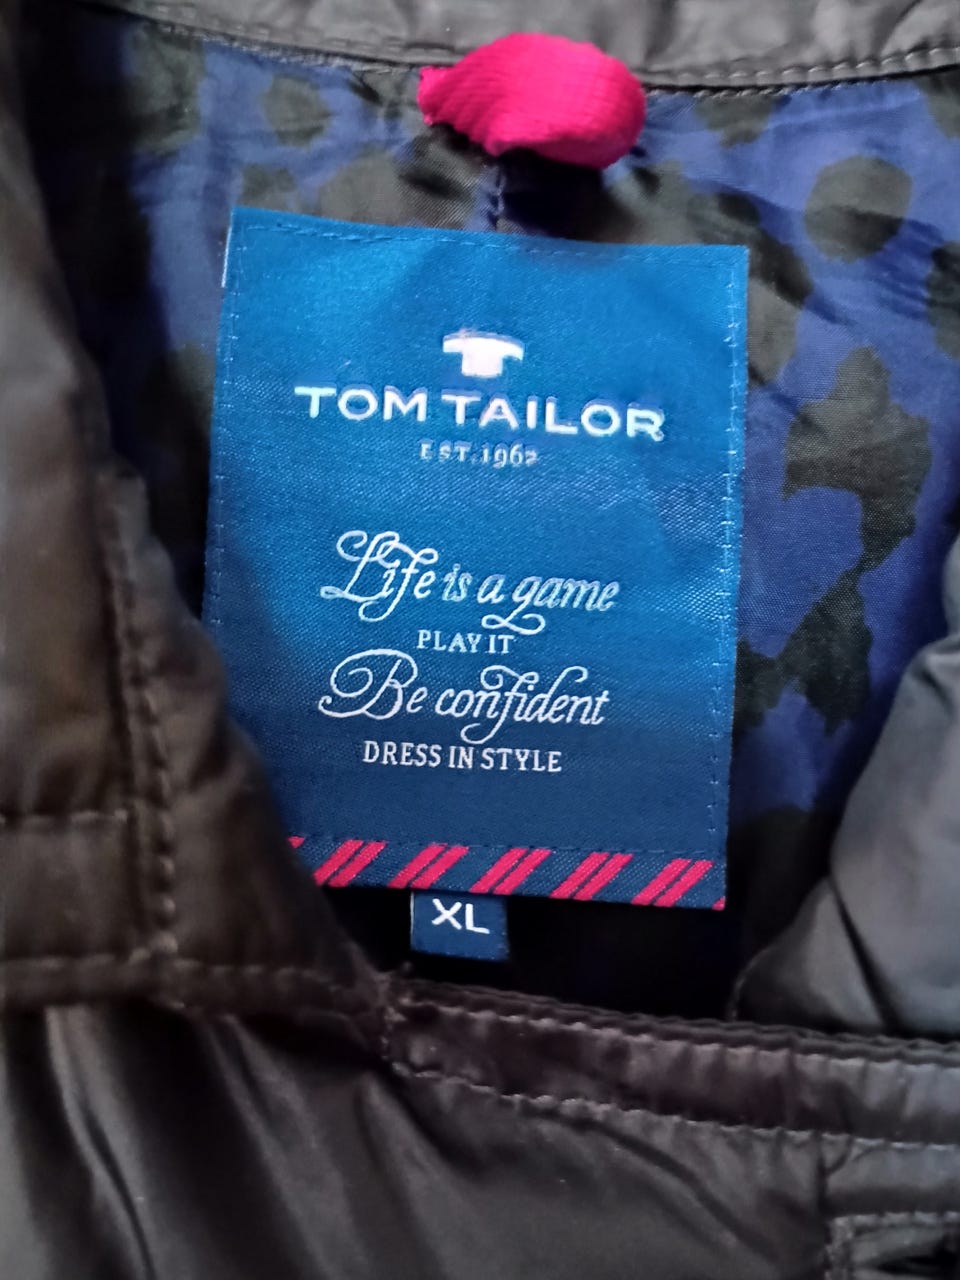 TOM TAILOR
EST.1962
Life is a game
PLAY IT
Be confident
DRESS IN STYLE
XL